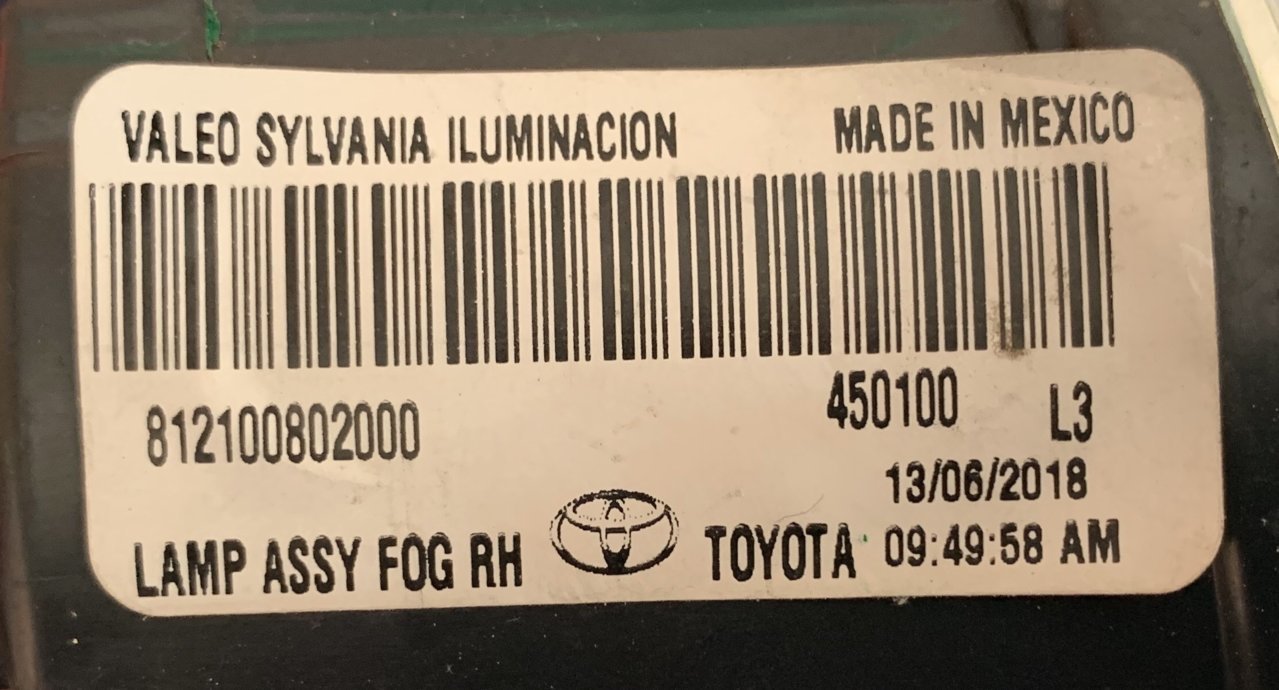 VALEO SYLVANIA ILUMINACION MADE IN MEXICO
812100802000 450100 L3
13/06/2018
LAMP ASSY FOG RH TOYOTA 09:49:58 AM